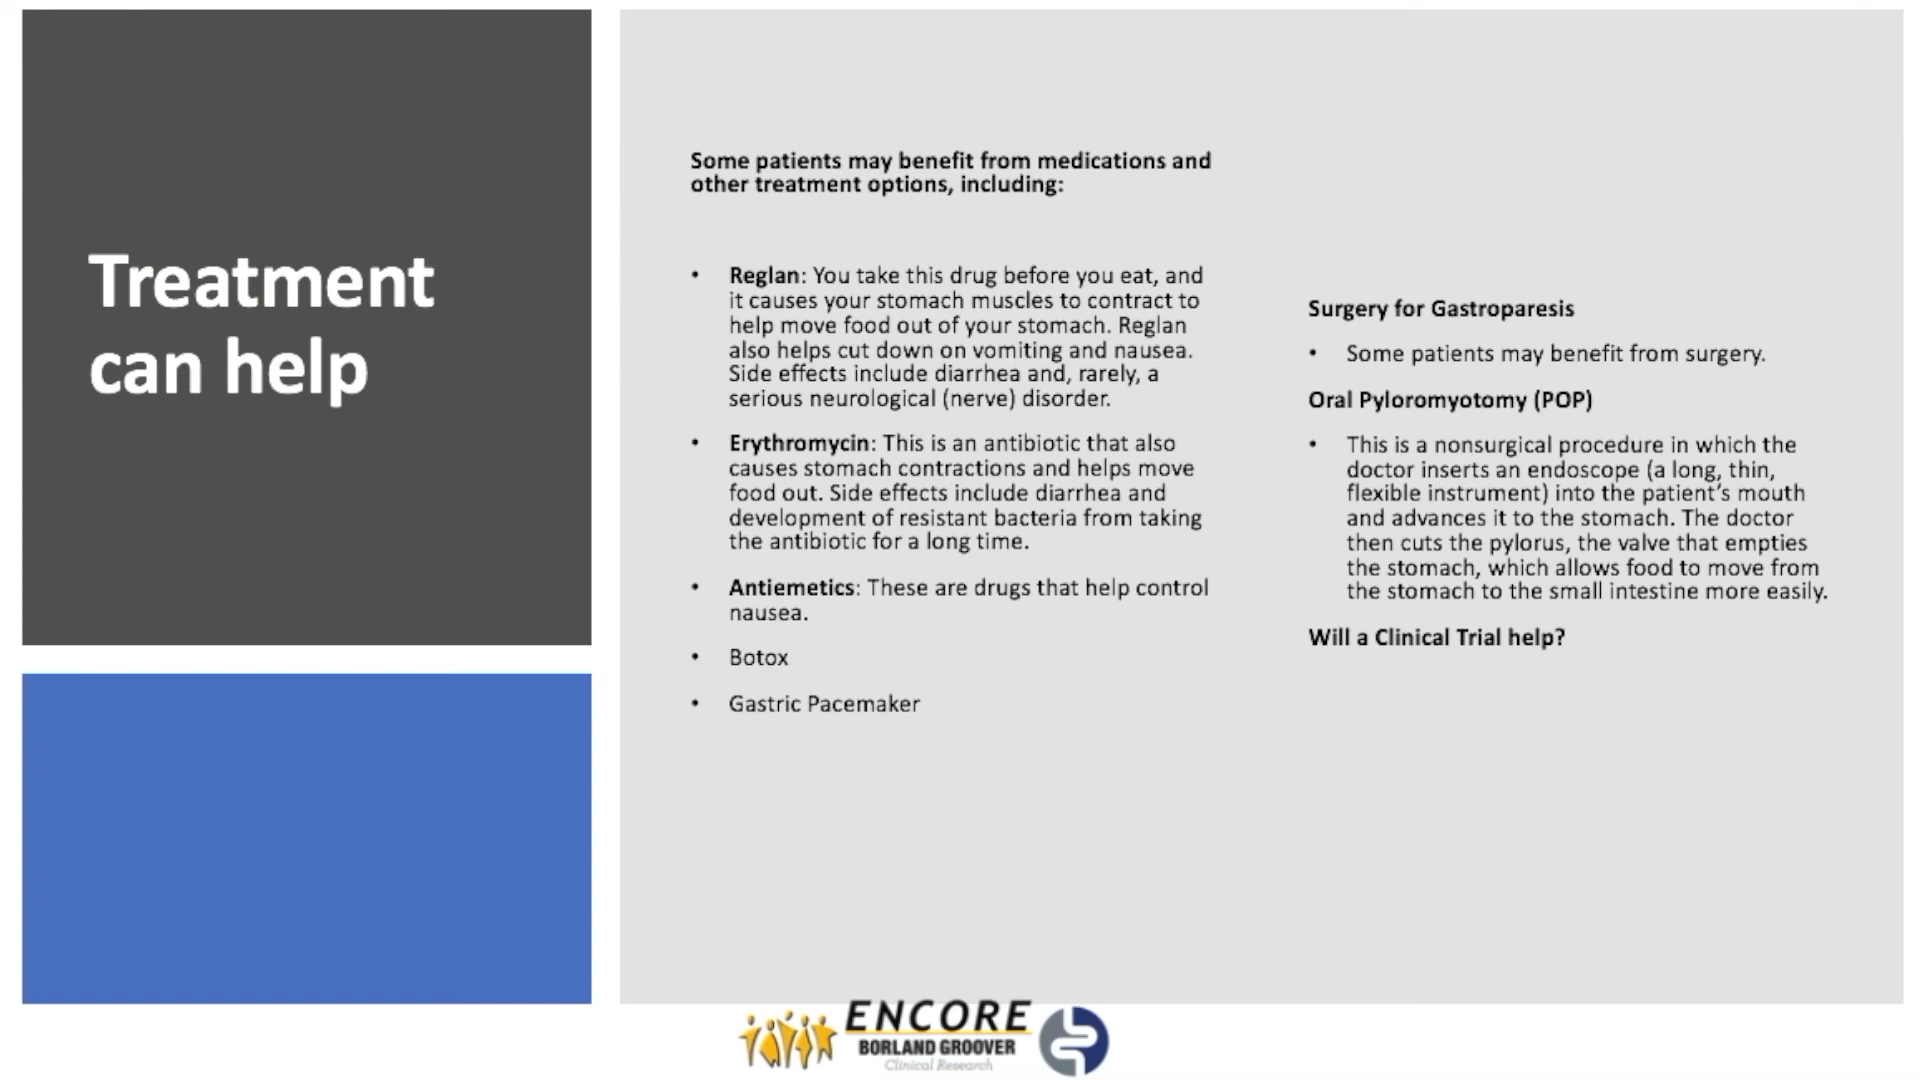 Treatment
can help
Some patients may benefit from medications and
other treatment options, including:
• Reglan: You take this drug before you eat, and
it causes your stomach muscles to contract to
help move food out of your stomach. Reglan
also helps cut down on vomiting and nausea.
Side effects include diarrhea and, rarely, a
serious neurological (nerve) disorder.
• Erythromycin: This is an antibiotic that also
causes stomach contractions and helps move
food out. Side effects include diarrhea and
development of resistant bacteria from taking
the antibiotic for a long time.
• Antiemetics: These are drugs that help control
nausea.
• Botox
• Gastric Pacemaker
Surgery for Gastroparesis
• Some patients may benefit from surgery.
Oral Pyloromyotomy (POP)
• This is a nonsurgical procedure in which the
doctor inserts an endoscope (a long, thin,
flexible instrument) into the patient's mouth
and advances it to the stomach. The doctor
then cuts the pylorus, the valve that empties
the stomach, which allows food to move from
the stomach to the small intestine more easily.
Will a Clinical Trial help?
ENCORE
BORLAND GROOVER
Clinical Research